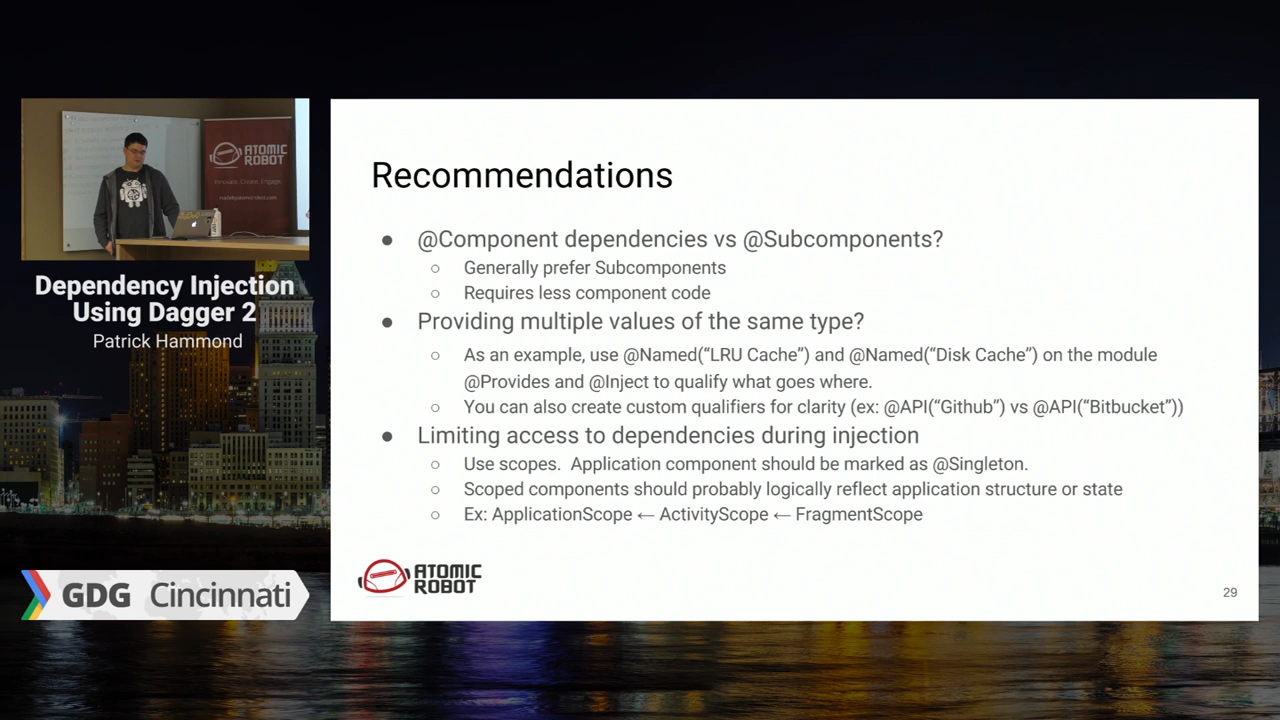 ATOMIC
ROBOT
Innovate. Create. Engage.
Dependency Injection
Using Dagger 2
Patrick Hammond
GDG Cincinnati
Recommendations
● @Component dependencies vs @Subcomponents?
○ Generally prefer Subcomponents
○ Requires less component code
● Providing multiple values of the same type?
○ As an example, use @Named(“LRU Cache”) and @Named(“Disk Cache”) on the module
@Provides and @Inject to qualify what goes where.
○ You can also create custom qualifiers for clarity (ex: @API(“Github”) vs @API(“Bitbucket”))
● Limiting access to dependencies during injection
○ Use scopes.  Application component should be marked as @Singleton.
○ Scoped components should probably logically reflect application structure or state
○ Ex: ApplicationScope ← ActivityScope ← FragmentScope
ATOMIC
ROBOT
29